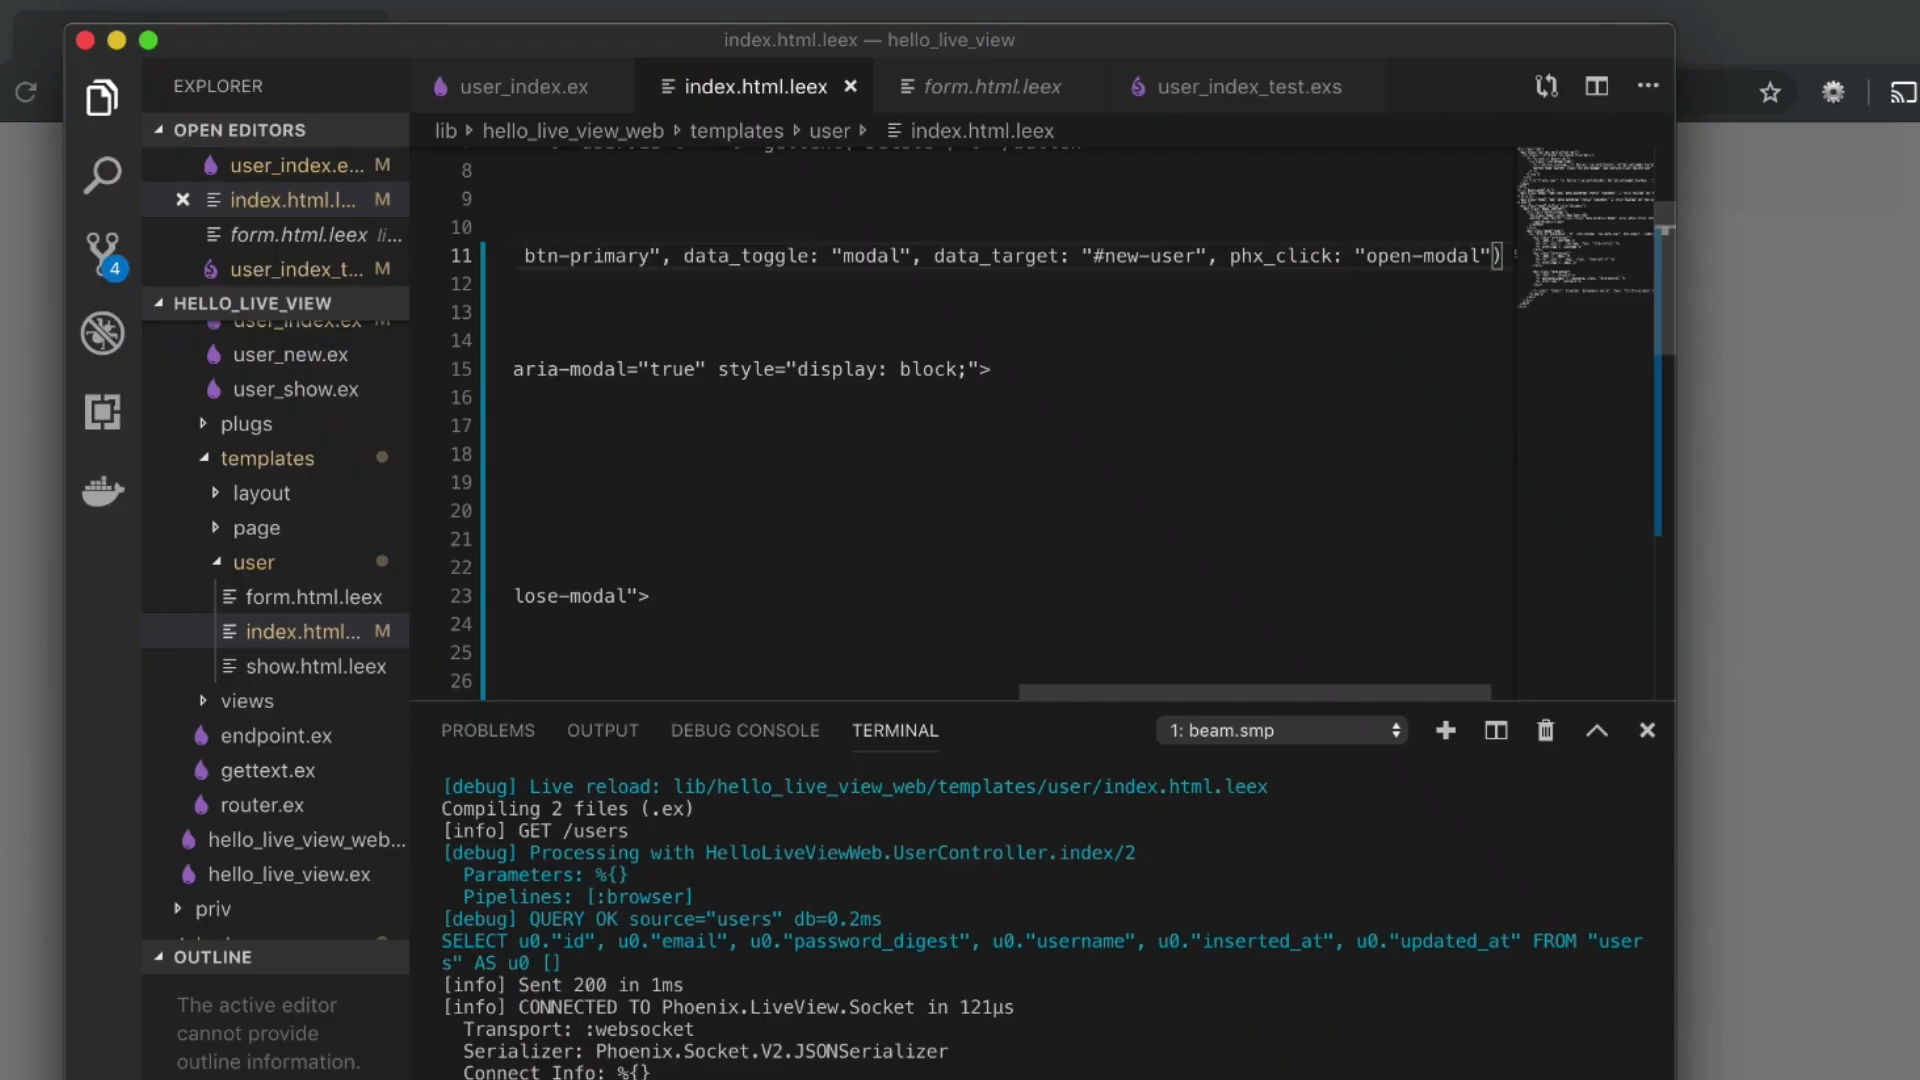 index.html.leex — hello_live_view
EXPLORER
OPEN EDITORS
user_index.e... M
index.html.l... M
form.html.leex li...
user_index_t... M
4
HELLO_LIVE_VIEW
user_index.ex M
user_new.ex
user_show.ex
plugs
templates
layout
page
user
form.html.leex
index.html... M
show.html.leex
views
endpoint.ex
gettext.ex
router.ex
hello_live_view_web...
hello_live_view.ex
priv
OUTLINE
The active editor
cannot provide
outline information.
user_index.ex
index.html.leex
form.html.leex
user_index_test.exs
lib hello_live_view_web templates user index.html.leex
8
9
10
11 btn-primary", data_toggle: "modal", data_target: "#new-user", phx_click: "open-modal")
12
13
14
15 aria-modal="true" style="display: block;">
16
17
18
19
20
21
22
23 lose-modal">
24
25
26
PROBLEMS OUTPUT DEBUG CONSOLE TERMINAL 1: beam.smp
[debug] Live reload: lib/hello_live_view_web/templates/user/index.html.leex
Compiling 2 files (.ex)
[info] GET /users
[debug] Processing with HelloLiveViewWeb.UserController.index/2
Parameters: %{}
Pipelines: [:browser]
[debug] QUERY OK source="users" db=0.2ms
SELECT u0."id", u0."email", u0."password_digest", u0."username", u0."inserted_at", u0."updated_at" FROM "user
s" AS u0 []
[info] Sent 200 in 1ms
[info] CONNECTED TO Phoenix.LiveView.Socket in 121µs
Transport: :websocket
Serializer: Phoenix.Socket.V2.JSONSerializer
Connect Info: %{}